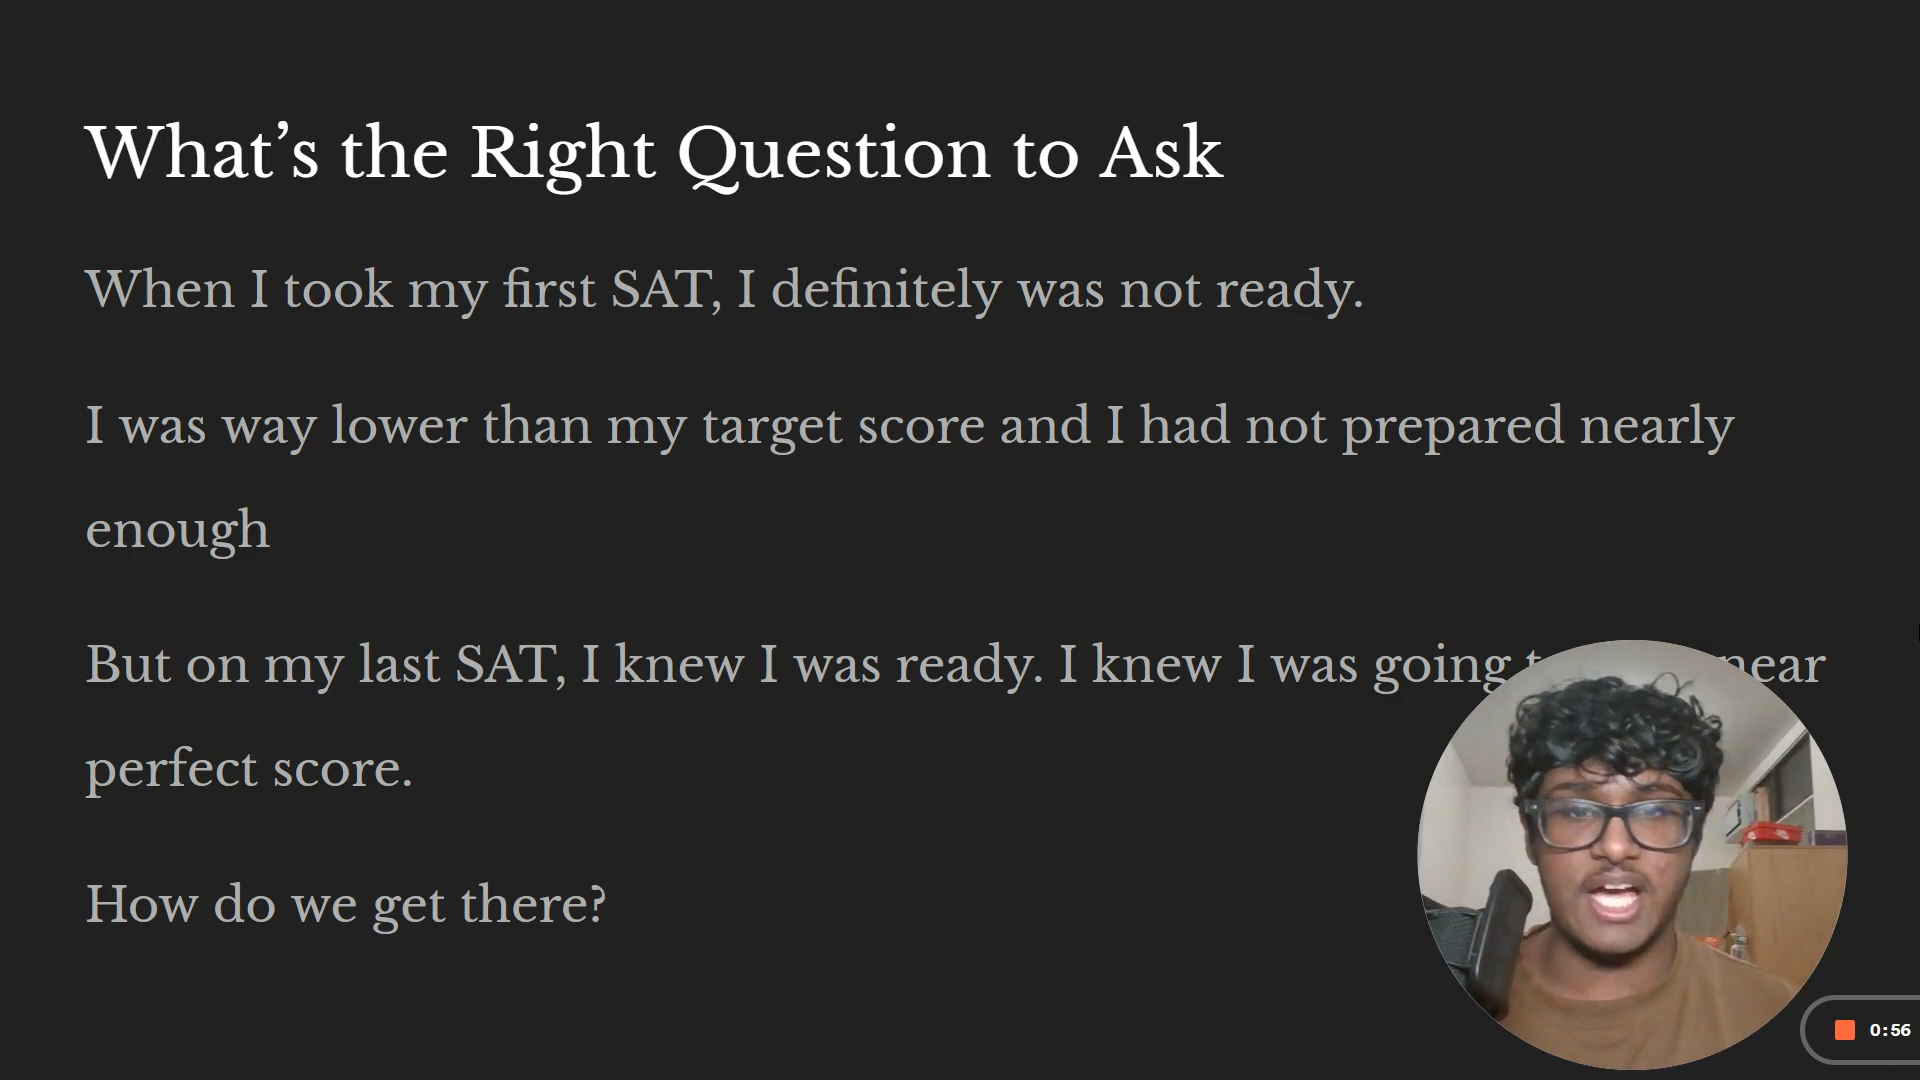 What’s the Right Question to Ask
When I took my first SAT, I definitely was not ready.
I was way lower than my target score and I had not prepared nearly
enough
But on my last SAT, I knew I was ready. I knew I was going near
perfect score.
How do we get there?
0:56